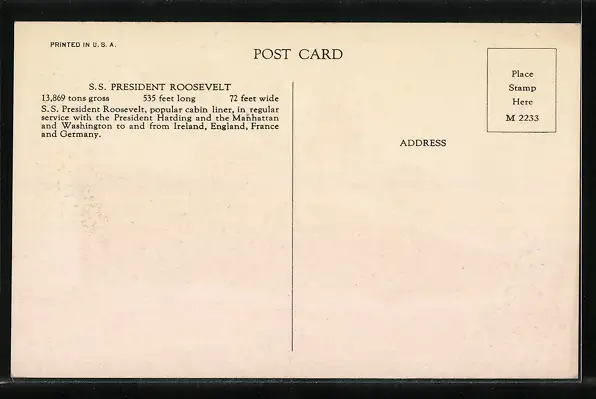 PRINTED IN U. S. A.
POST CARD
Place
Stamp
Here
M 2233
S. S. PRESIDENT ROOSEVELT
13,869 tons gross 535 feet long 72 feet wide
S. S. President Roosevelt, popular cabin liner, in regular
service with the President Harding and the Manhattan
and Washington to and from Ireland, England, France
and Germany.
ADDRESS